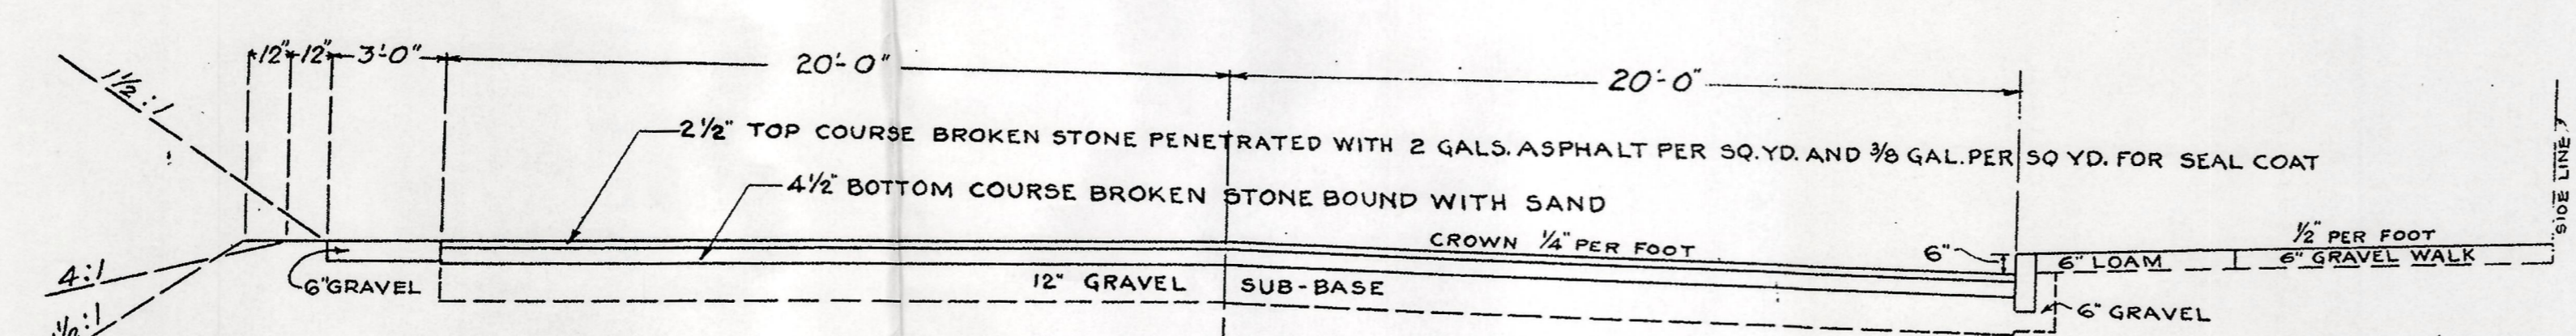 12" 12" 3'-0" 20'-0" 20'-0"
1½:1
2½" TOP COURSE BROKEN STONE PENETRATED WITH 2 GALS. ASPHALT PER SQ.YD. AND ⅜ GAL. PER SQ YD. FOR SEAL COAT
4½" BOTTOM COURSE BROKEN STONE BOUND WITH SAND
SIDE LINE
CROWN ¼" PER FOOT
6"
½" PER FOOT
6" LOAM
6" GRAVEL WALK
4:1
6" GRAVEL
12" GRAVEL SUB-BASE
6" GRAVEL
½:1